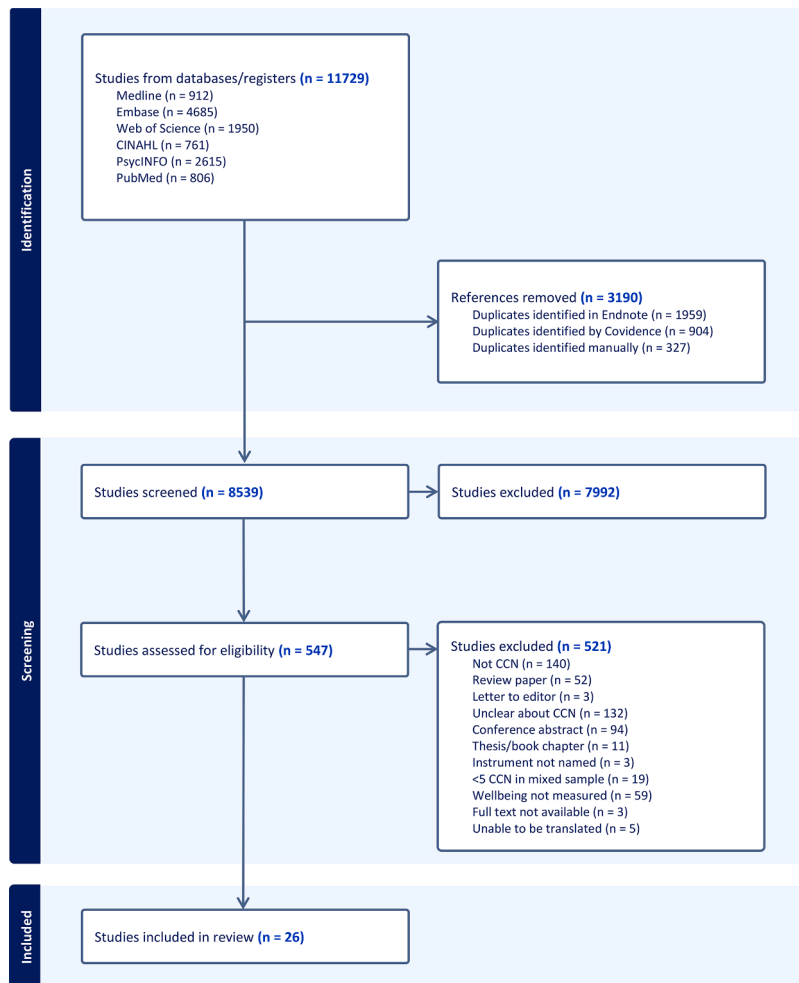 Identification
Studies from databases/registers (n = 11729)
Medline (n = 912)
Embase (n = 4685)
Web of Science (n = 1950)
CINAHL (n = 761)
PsycINFO (n = 2615)
PubMed (n = 806)
References removed (n = 3190)
Duplicates identified in Endnote (n = 1959)
Duplicates identified by Covidence (n = 904)
Duplicates identified manually (n = 327)
Screening
Studies screened (n = 8539)
Studies excluded (n = 7992)
Studies assessed for eligibility (n = 547)
Studies excluded (n = 521)
Not CCN (n = 140)
Review paper (n = 52)
Letter to editor (n = 3)
Unclear about CCN (n = 132)
Conference abstract (n = 94)
Thesis/book chapter (n = 11)
Instrument not named (n = 3)
<5 CCN in mixed sample (n = 19)
Wellbeing not measured (n = 59)
Full text not available (n = 3)
Unable to be translated (n = 5)
Included
Studies included in review (n = 26)